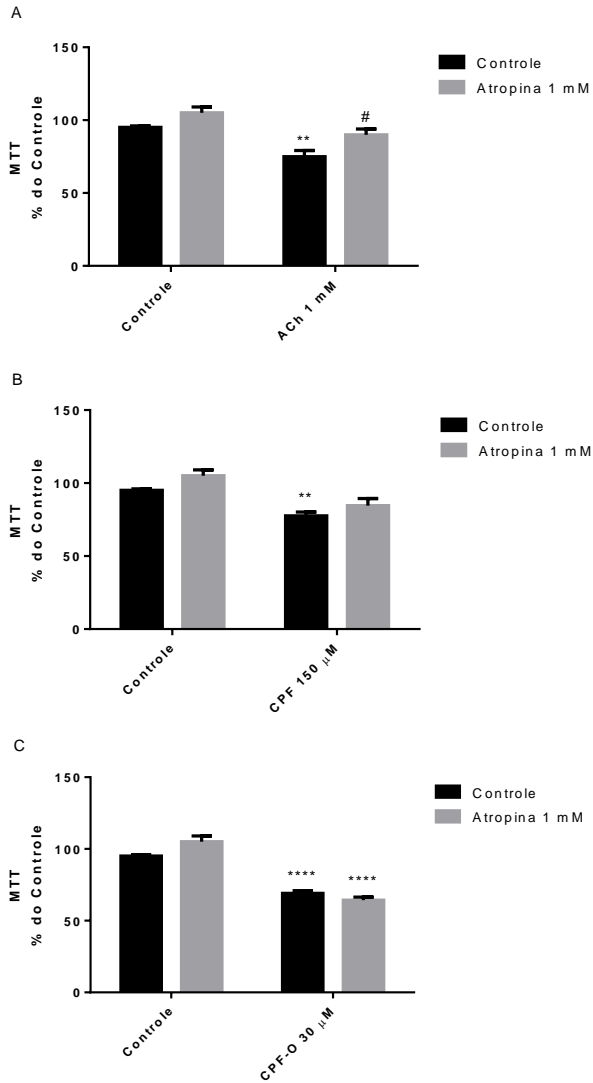 A
150
100
50
0
MTT
% do Controle
**
#
Controle
ACh 1 mM
Controle
Atropina 1 mM
B
150
100
50
0
MTT
% do Controle
**
Controle
CPF 150 µM
Controle
Atropina 1 mM
C
150
100
50
0
MTT
% do Controle
****
****
Controle
CPF-O 30 µM
Controle
Atropina 1 mM